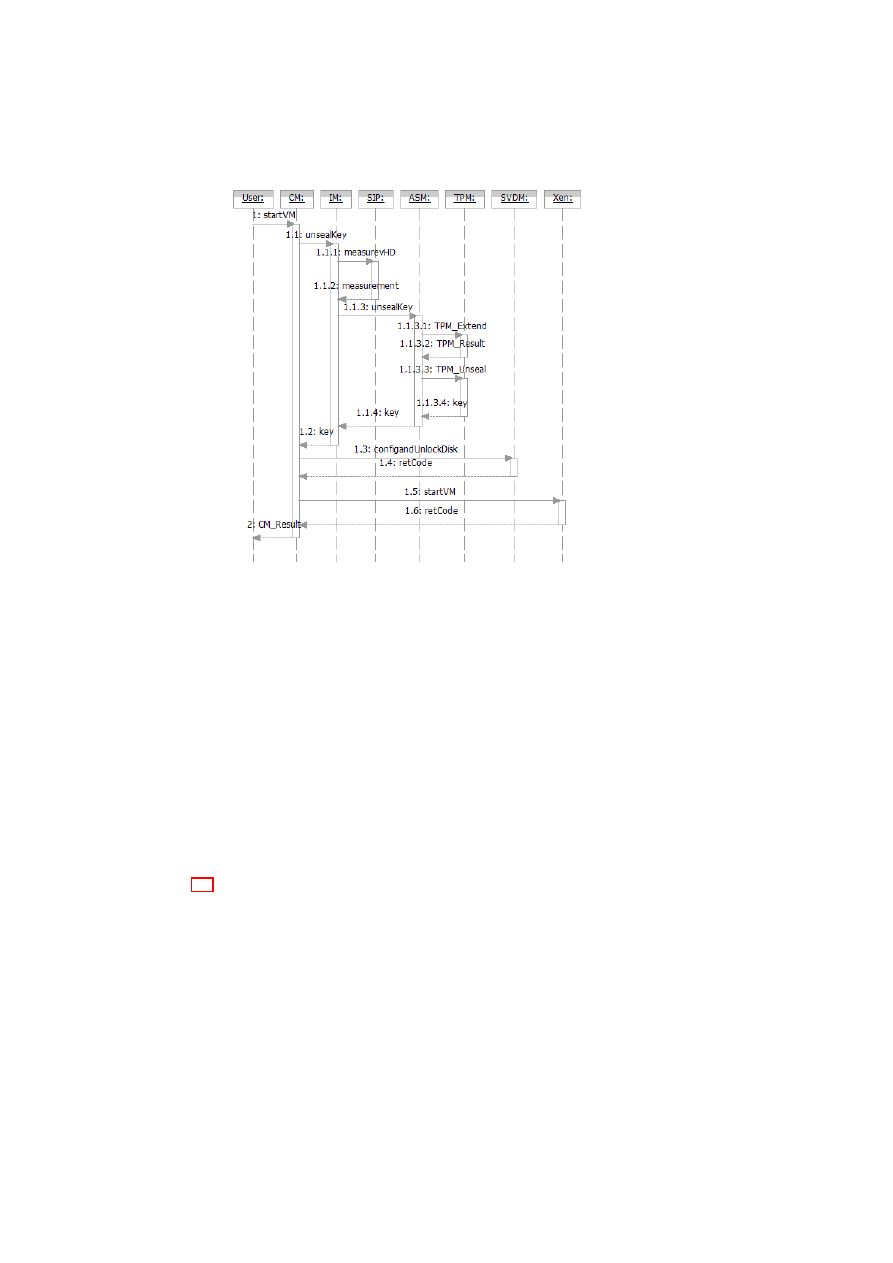 User: CM: IM: SIP: ASM: TPM: SVDM: Xen:
1: startVM
1.1: unsealKey
1.1.1: measurevHD
1.1.2: measurement
1.1.3: unsealKey
1.1.3.1: TPM_Extend
1.1.3.2: TPM_Result
1.1.3.3: TPM_Unseal
1.1.3.4: key
1.1.4: key
1.2: key
1.3: configandUnlockDisk
1.4: retCode
1.5: startVM
1.6: retCode
2: CM_Result